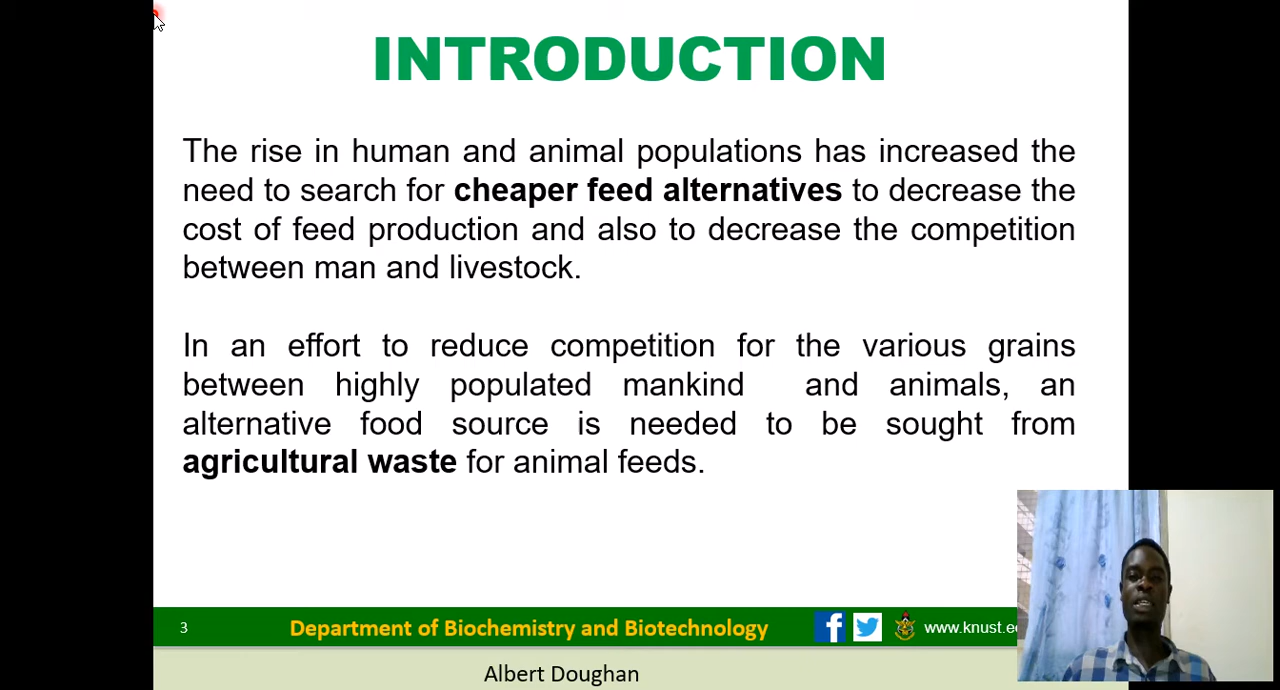 INTRODUCTION
The rise in human and animal populations has increased the
need to search for cheaper feed alternatives to decrease the
cost of feed production and also to decrease the competition
between man and livestock.
In an effort to reduce competition for the various grains
between highly populated mankind and animals, an
alternative food source is needed to be sought from
agricultural waste for animal feeds.
3 Department of Biochemistry and Biotechnology www.knust.e
Albert Doughan